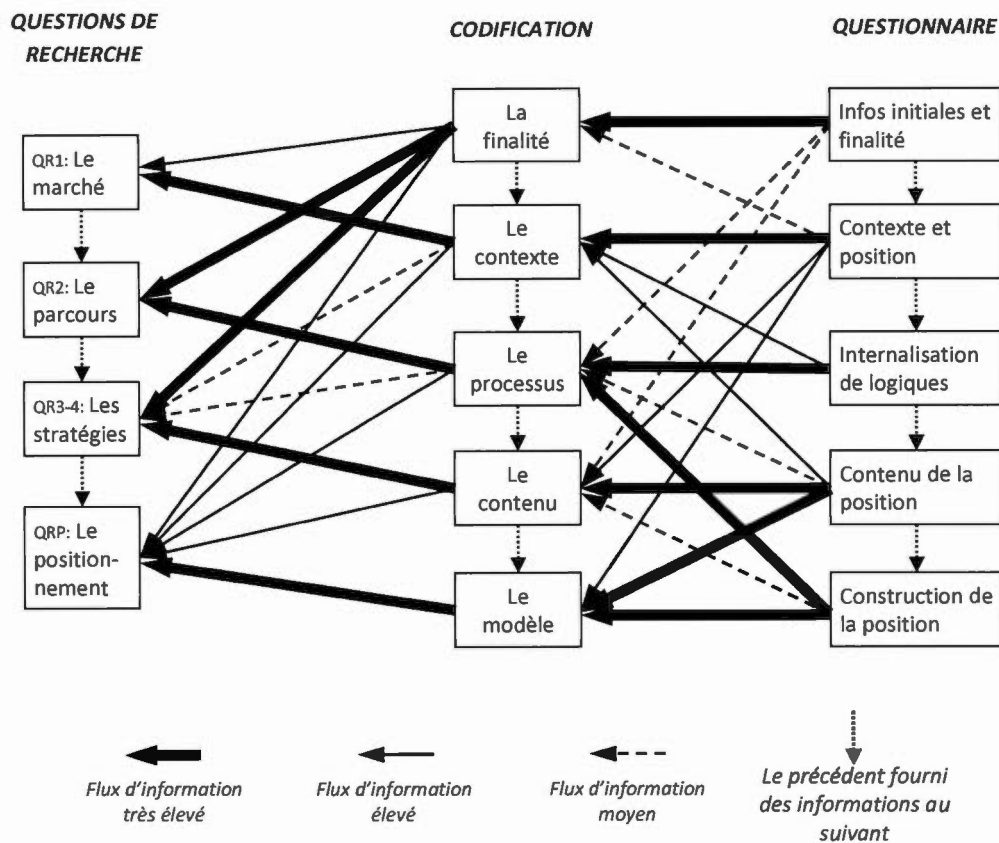 QUESTIONS DE
RECHERCHE
QR1: Le
marché
QR2: Le
parcours
QR3-4: Les
stratégies
QRP: Le
position-
nement
CODIFICATION
La
finalité
Le
contexte
Le
processus
Le
contenu
Le
modèle
QUESTIONNAIRE
Infos initiales et
finalité
Contexte et
position
Internalisation
de logiques
Contenu de la
position
Construction de
la position
Flux d'information
très élevé
Flux d'information
élevé
Flux d'information
moyen
Le précédent fourni
des informations au
suivant